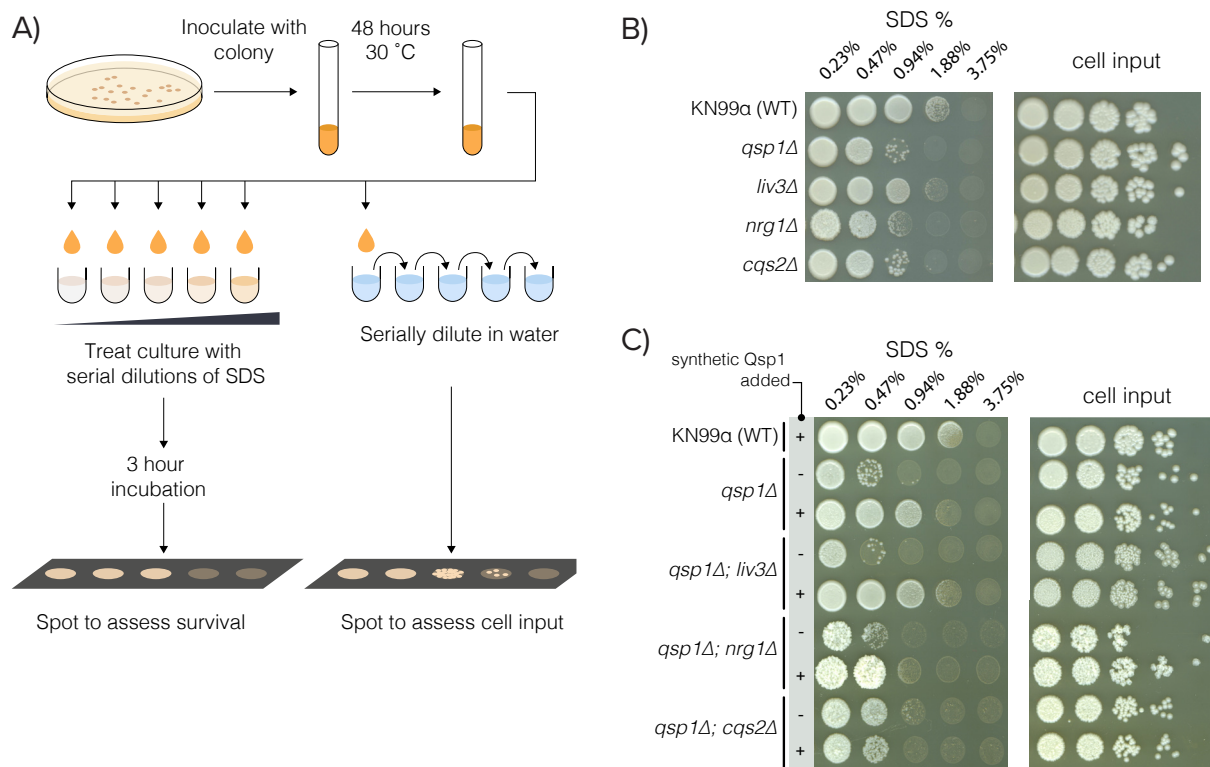 A)
Inoculate with
colony
48 hours
30 ˚C
Treat culture with
serial dilutions of SDS
Serially dilute in water
3 hour
incubation
Spot to assess survival
Spot to assess cell input
B)
SDS %
0.23%
0.47%
0.94%
1.88%
3.75%
cell input
KN99α (WT)
qsp1Δ
liv3Δ
nrg1Δ
cqs2Δ
C)
synthetic Qsp1
added
SDS %
0.23%
0.47%
0.94%
1.88%
3.75%
cell input
KN99α (WT)
+
qsp1Δ
-
+
qsp1Δ; liv3Δ
-
+
qsp1Δ; nrg1Δ
-
+
qsp1Δ; cqs2Δ
-
+